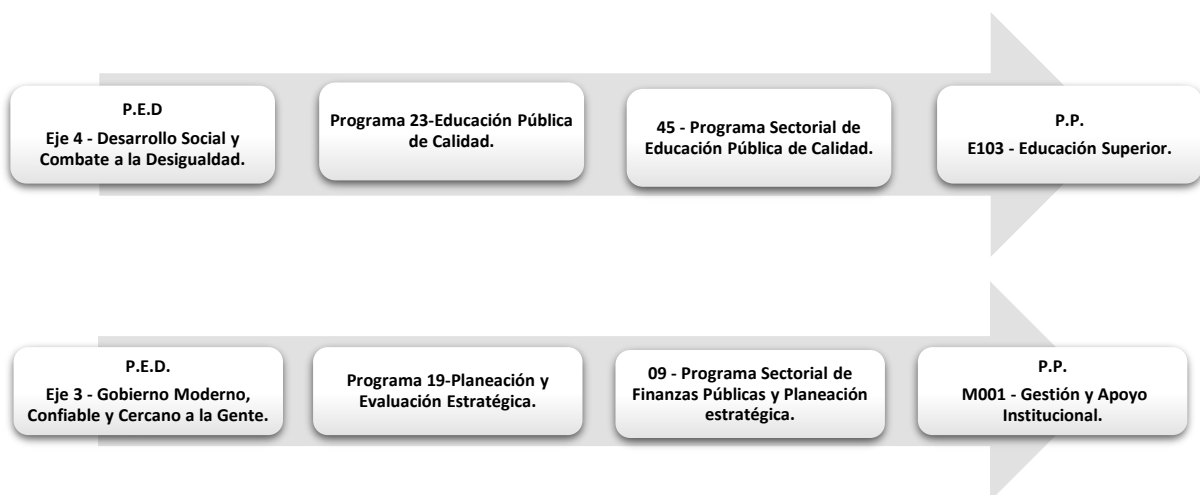 P.E.D
Eje 4 - Desarrollo Social y
Combate a la Desigualdad.
Programa 23-Educación Pública
de Calidad.
45 - Programa Sectorial de
Educación Pública de Calidad.
P.P.
E103 - Educación Superior.
P.E.D.
Eje 3 - Gobierno Moderno,
Confiable y Cercano a la Gente.
Programa 19-Planeación y
Evaluación Estratégica.
09 - Programa Sectorial de
Finanzas Públicas y Planeación
estratégica.
P.P.
M001 - Gestión y Apoyo
Institucional.